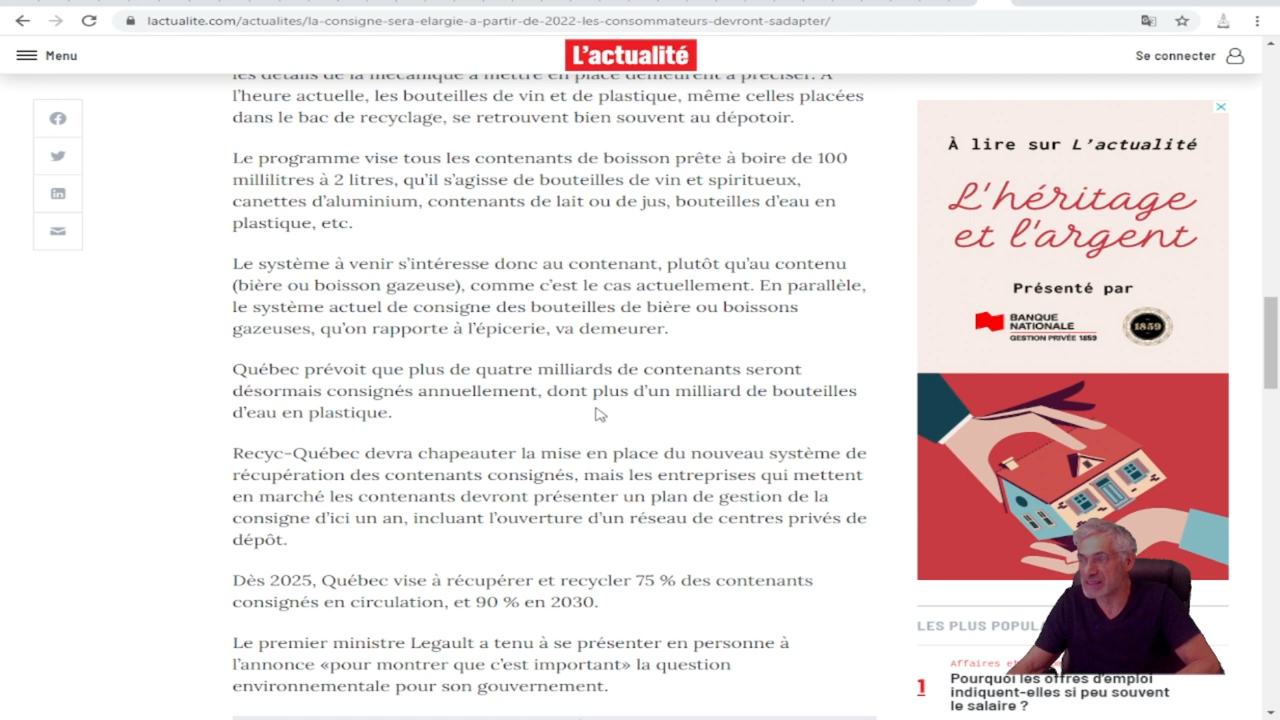 lactualite.com/actualites/la-consigne-sera-elargie-a-partir-de-2022-les-consommateurs-devront-sadapter/
Menu
L'actualité
Se connecter
les détails de la mécanique à mettre en place demeurent à préciser. À
l'heure actuelle, les bouteilles de vin et de plastique, même celles placées
dans le bac de recyclage, se retrouvent bien souvent au dépotoir.
Le programme vise tous les contenants de boisson prête à boire de 100
millilitres à 2 litres, qu'il s'agisse de bouteilles de vin et spiritueux,
canettes d'aluminium, contenants de lait ou de jus, bouteilles d'eau en
plastique, etc.
Le système à venir s'intéresse donc au contenant, plutôt qu'au contenu
(bière ou boisson gazeuse), comme c'est le cas actuellement. En parallèle,
le système actuel de consigne des bouteilles de bière ou boissons
gazeuses, qu'on rapporte à l'épicerie, va demeurer.
Québec prévoit que plus de quatre milliards de contenants seront
désormais consignés annuellement, dont plus d'un milliard de bouteilles
d'eau en plastique.
Recyc-Québec devra chapeauter la mise en place du nouveau système de
récupération des contenants consignés, mais les entreprises qui mettent
en marché les contenants devront présenter un plan de gestion de la
consigne d'ici un an, incluant l'ouverture d'un réseau de centres privés de
dépôt.
Dès 2025, Québec vise à récupérer et recycler 75 % des contenants
consignés en circulation, et 90 % en 2030.
Le premier ministre Legault a tenu à se présenter en personne à
l'annonce «pour montrer que c'est important» la question
environnementale pour son gouvernement.
À lire sur L'actualité
L'héritage
et l'argent
Présenté par
BANQUE
NATIONALE
GESTION PRIVÉE 1859
1859
LES PLUS
Affaires
1
Pourquoi les offres d'emploi
indiquent-elles si peu souvent
le salaire ?